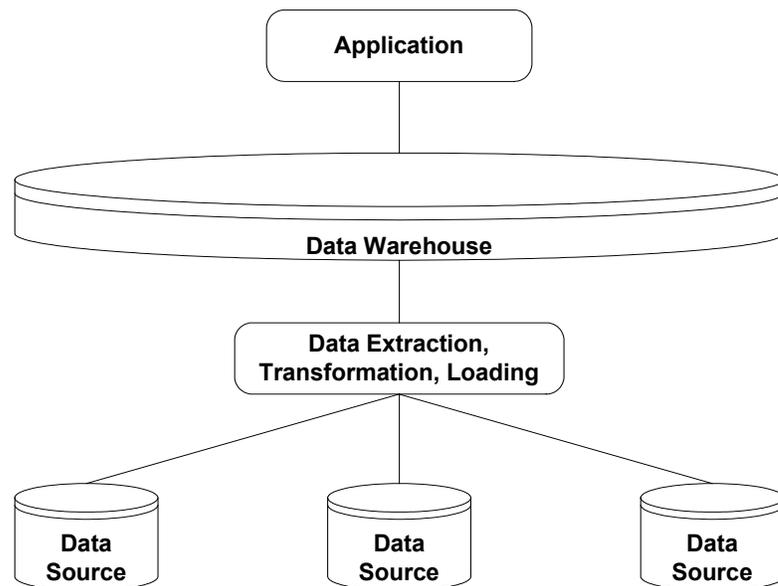 Application
Data Warehouse
Data Extraction,
Transformation, Loading
Data
Source
Data
Source
Data
Source